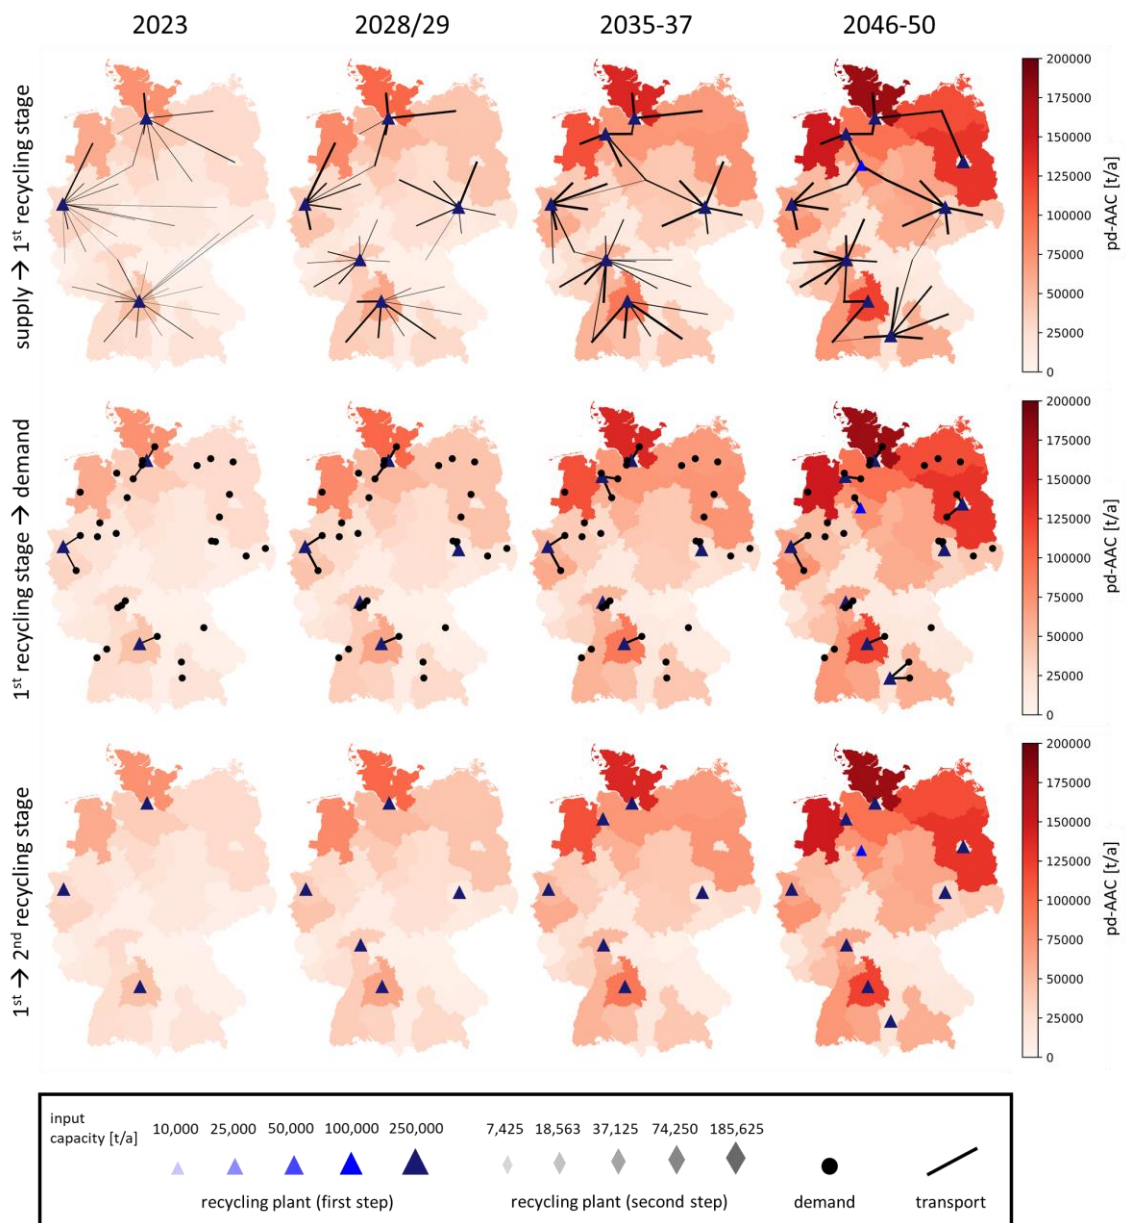 2023 2028/29 2035-37 2046-50
supply → 1st recycling stage
200000
175000
150000
125000
100000
75000
50000
25000
0
pd-AAC [t/a]
1st recycling stage → demand
200000
175000
150000
125000
100000
75000
50000
25000
0
pd-AAC [t/a]
1st → 2nd recycling stage
200000
175000
150000
125000
100000
75000
50000
25000
0
pd-AAC [t/a]
input
capacity [t/a] 10,000 25,000 50,000 100,000 250,000 7,425 18,563 37,125 74,250 185,625
recycling plant (first step) recycling plant (second step) demand transport